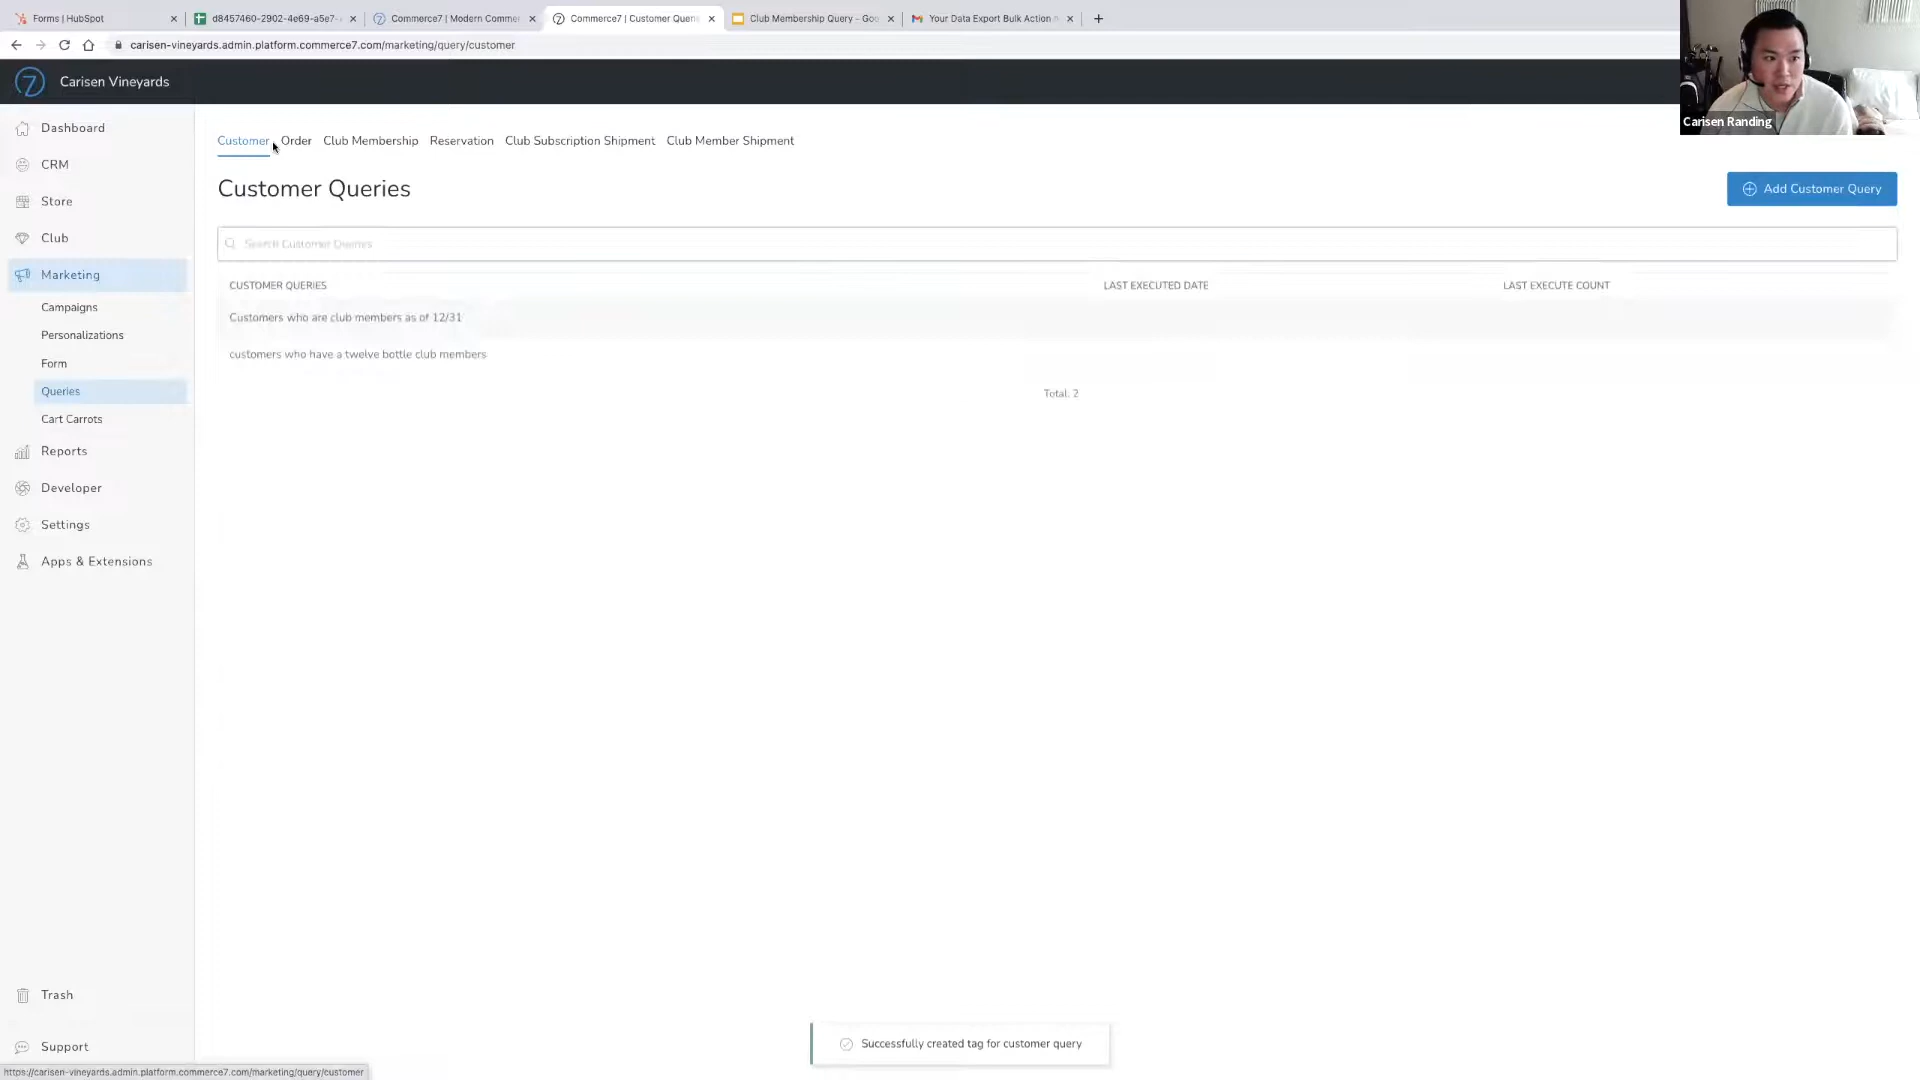 Forms | HubSpot
d8457460-2902-4e69-a5e7-
Commerce7 | Modern Commer
Commerce7 | Customer Queri
Club Membership Query - Goo
Your Data Export Bulk Action
carisen-vineyards.admin.platform.commerce7.com/marketing/query/customer
Carisen Vineyards
Carisen Randing
Dashboard
CRM
Store
Club
Marketing
Campaigns
Personalizations
Form
Queries
Cart Carrots
Reports
Developer
Settings
Apps & Extensions
Trash
Support
Customer Order Club Membership Reservation Club Subscription Shipment Club Member Shipment
Customer Queries
Add Customer Query
Search Customer Queries
CUSTOMER QUERIES LAST EXECUTED DATE LAST EXECUTE COUNT
Customers who are club members as of 12/31
customers who have a twelve bottle club members
Total: 2
Successfully created tag for customer query
https://carisen-vineyards.admin.platform.commerce7.com/marketing/query/customer